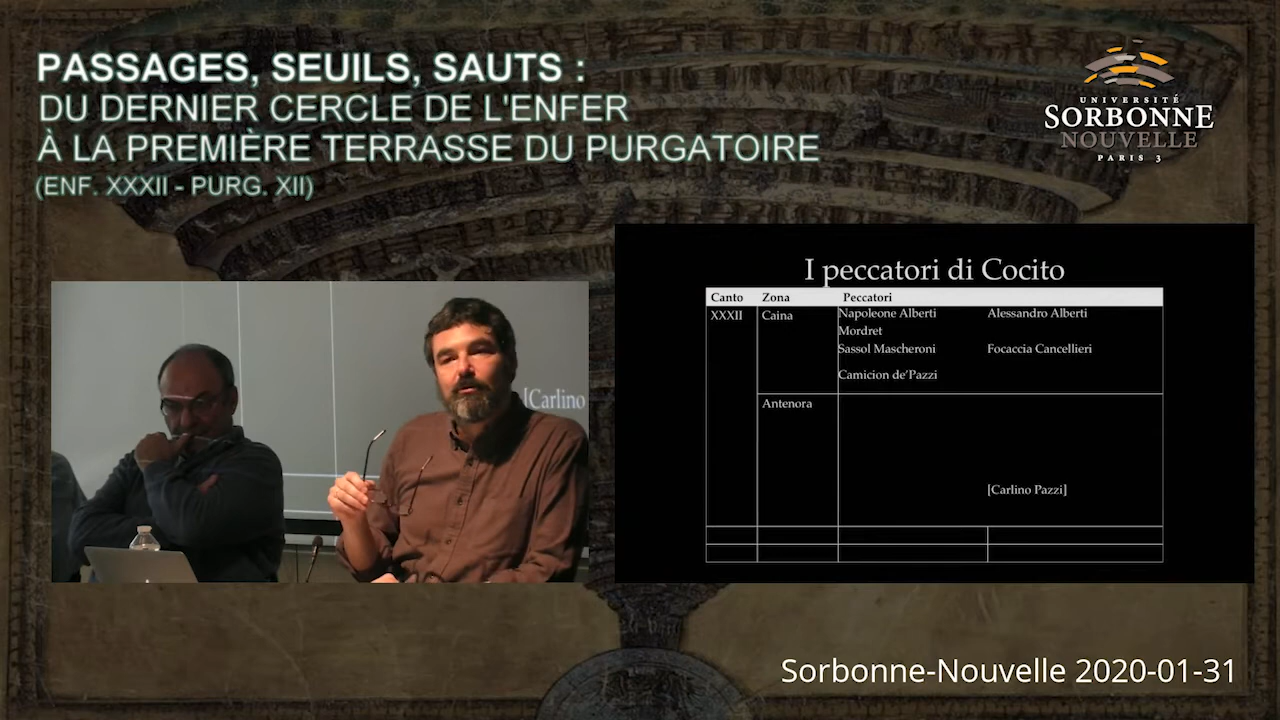 PASSAGES, SEUILS, SAUTS :
DU DERNIER CERCLE DE L'ENFER
À LA PREMIÈRE TERRASSE DU PURGATOIRE
(ENF. XXXII - PURG. XII)
UNIVERSITÉ
SORBONNE
NOUVELLE
PARIS 3
[Carlino
I peccatori di Cocito
Canto Zona Peccatori
XXXII Caina Napoleone Alberti Alessandro Alberti
Mordret
Sassol Mascheroni Focaccia Cancellieri
Camicion de’Pazzi
Antenora
[Carlino Pazzi]
Sorbonne-Nouvelle 2020-01-31